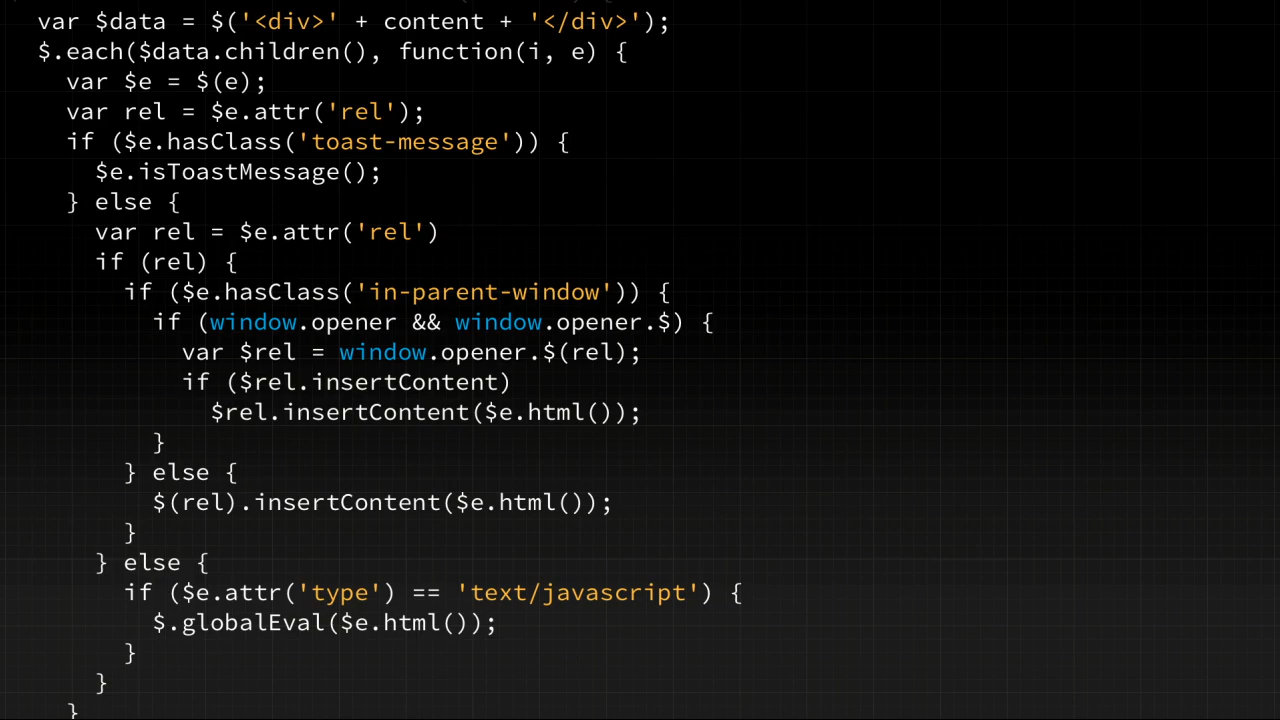 var $data = $('<div>' + content + '</div>');
$.each($data.children(), function(i, e) {
  var $e = $(e);
  var rel = $e.attr('rel');
  if ($e.hasClass('toast-message')) {
    $e.isToastMessage();
  } else {
    var rel = $e.attr('rel')
    if (rel) {
      if ($e.hasClass('in-parent-window')) {
        if (window.opener && window.opener.$) {
          var $rel = window.opener.$(rel);
          if ($rel.insertContent)
            $rel.insertContent($e.html());
        }
      } else {
        $(rel).insertContent($e.html());
      }
    } else {
      if ($e.attr('type') == 'text/javascript') {
        $.globalEval($e.html());
      }
    }
  }